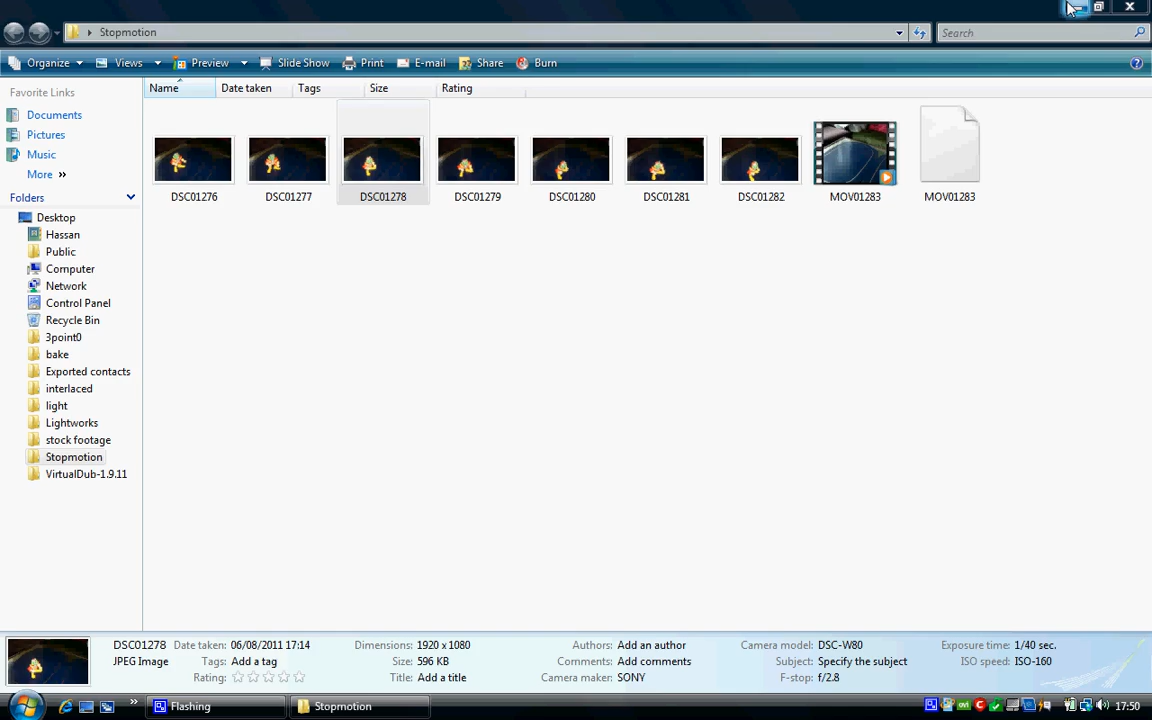 Stopmotion
Search
Organize Views Preview Slide Show Print E-mail Share Burn
Favorite Links
Name Date taken Tags Size Rating
Documents
Pictures
Music
More »
Folders
DSC01276 DSC01277 DSC01278 DSC01279 DSC01280 DSC01281 DSC01282 MOV01283 MOV01283
Desktop
Hassan
Public
Computer
Network
Control Panel
Recycle Bin
3point0
bake
Exported contacts
interlaced
light
Lightworks
stock footage
Stopmotion
VirtualDub-1.9.11
DSC01278 Date taken: 06/08/2011 17:14 Dimensions: 1920 x 1080 Authors: Add an author Camera model: DSC-W80 Exposure time: 1/40 sec.
JPEG Image Tags: Add a tag Size: 596 KB Comments: Add comments Subject: Specify the subject ISO speed: ISO-160
Rating: Title: Add a title Camera maker: SONY F-stop: f/2.8
Flashing Stopmotion 17:50